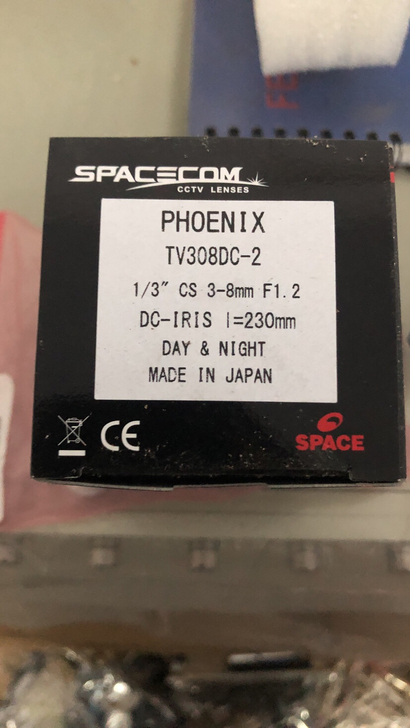 SPACECOM
CCTV LENSES
PHOENIX
TV308DC-2
1/3" CS 3-8mm F1.2
DC-IRIS l=230mm
DAY & NIGHT
MADE IN JAPAN
CE
SPACE